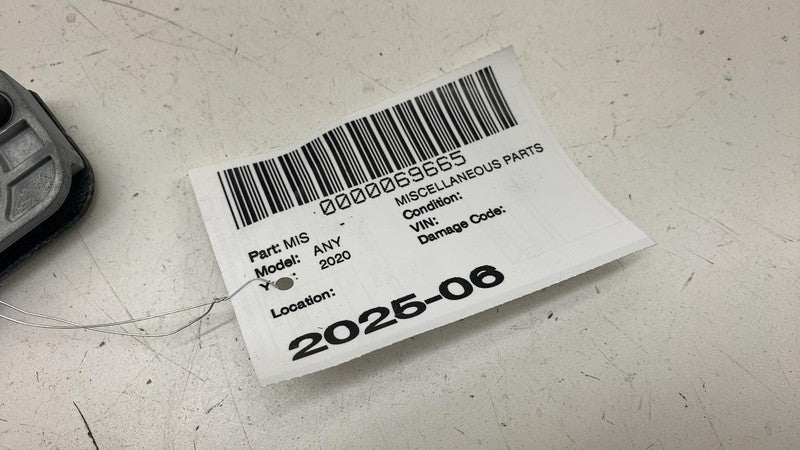 0000069665
Part: MIS - MISCELLANEOUS PARTS
Model: ANY Condition:
2020 VIN:
Damage Code:
Location:
2025-06